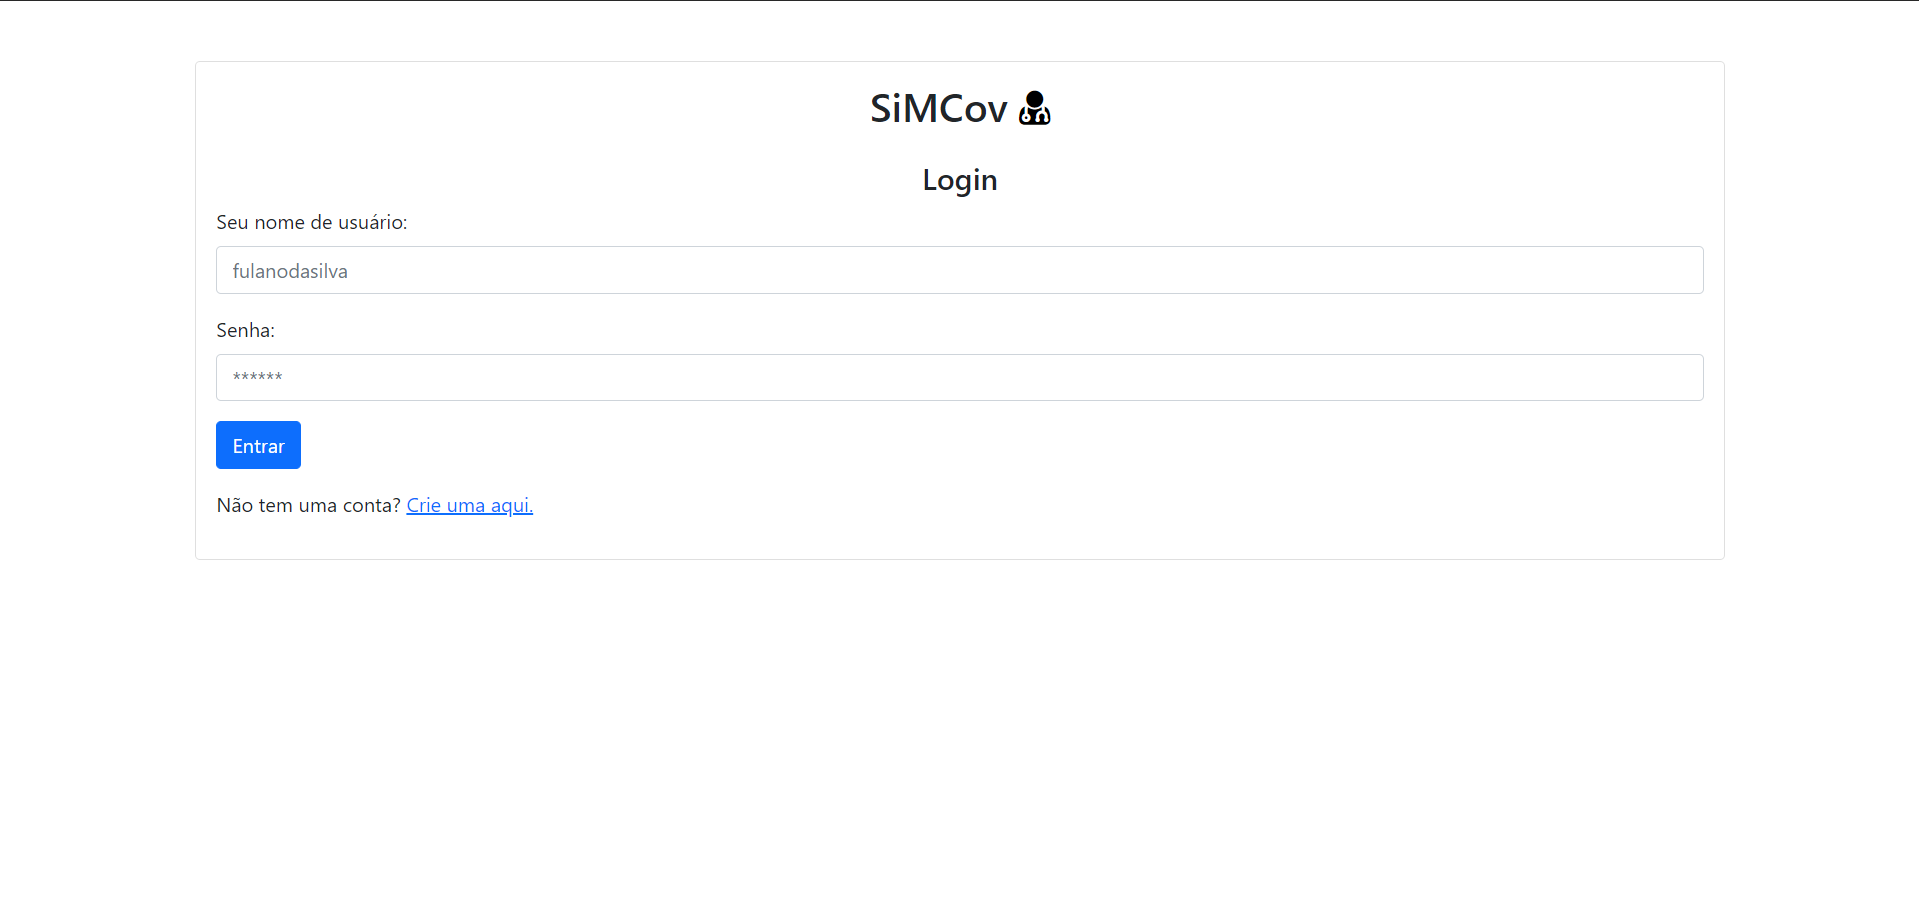 SiMCov
Login
Seu nome de usuário:
fulanodasilva
Senha:
******
Entrar
Não tem uma conta? Crie uma aqui.